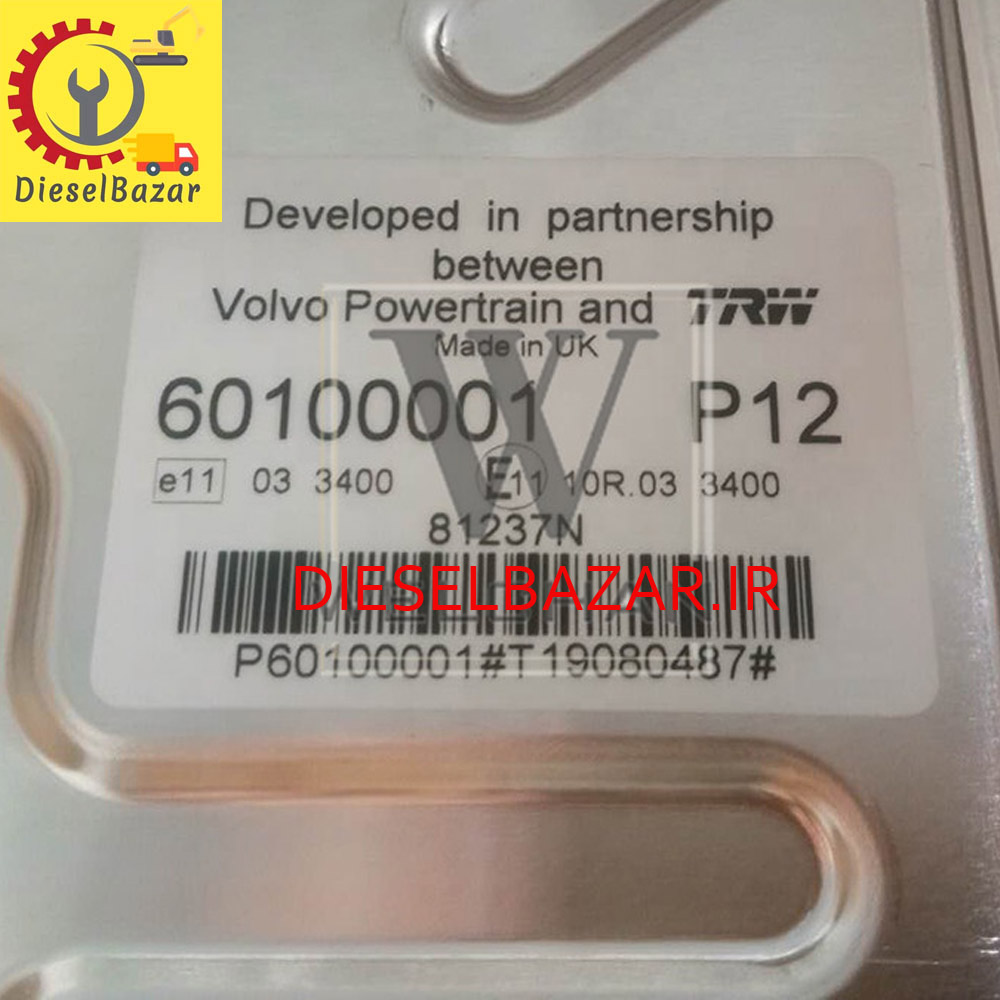 DieselBazar
Developed in partnership
between
Volvo Powertrain and TRW
Made in UK
60100001 P12
e11 03 3400 E11 10R.03 3400
81237N
DIESELBAZAR.IR
P60100001#T19080487#
W